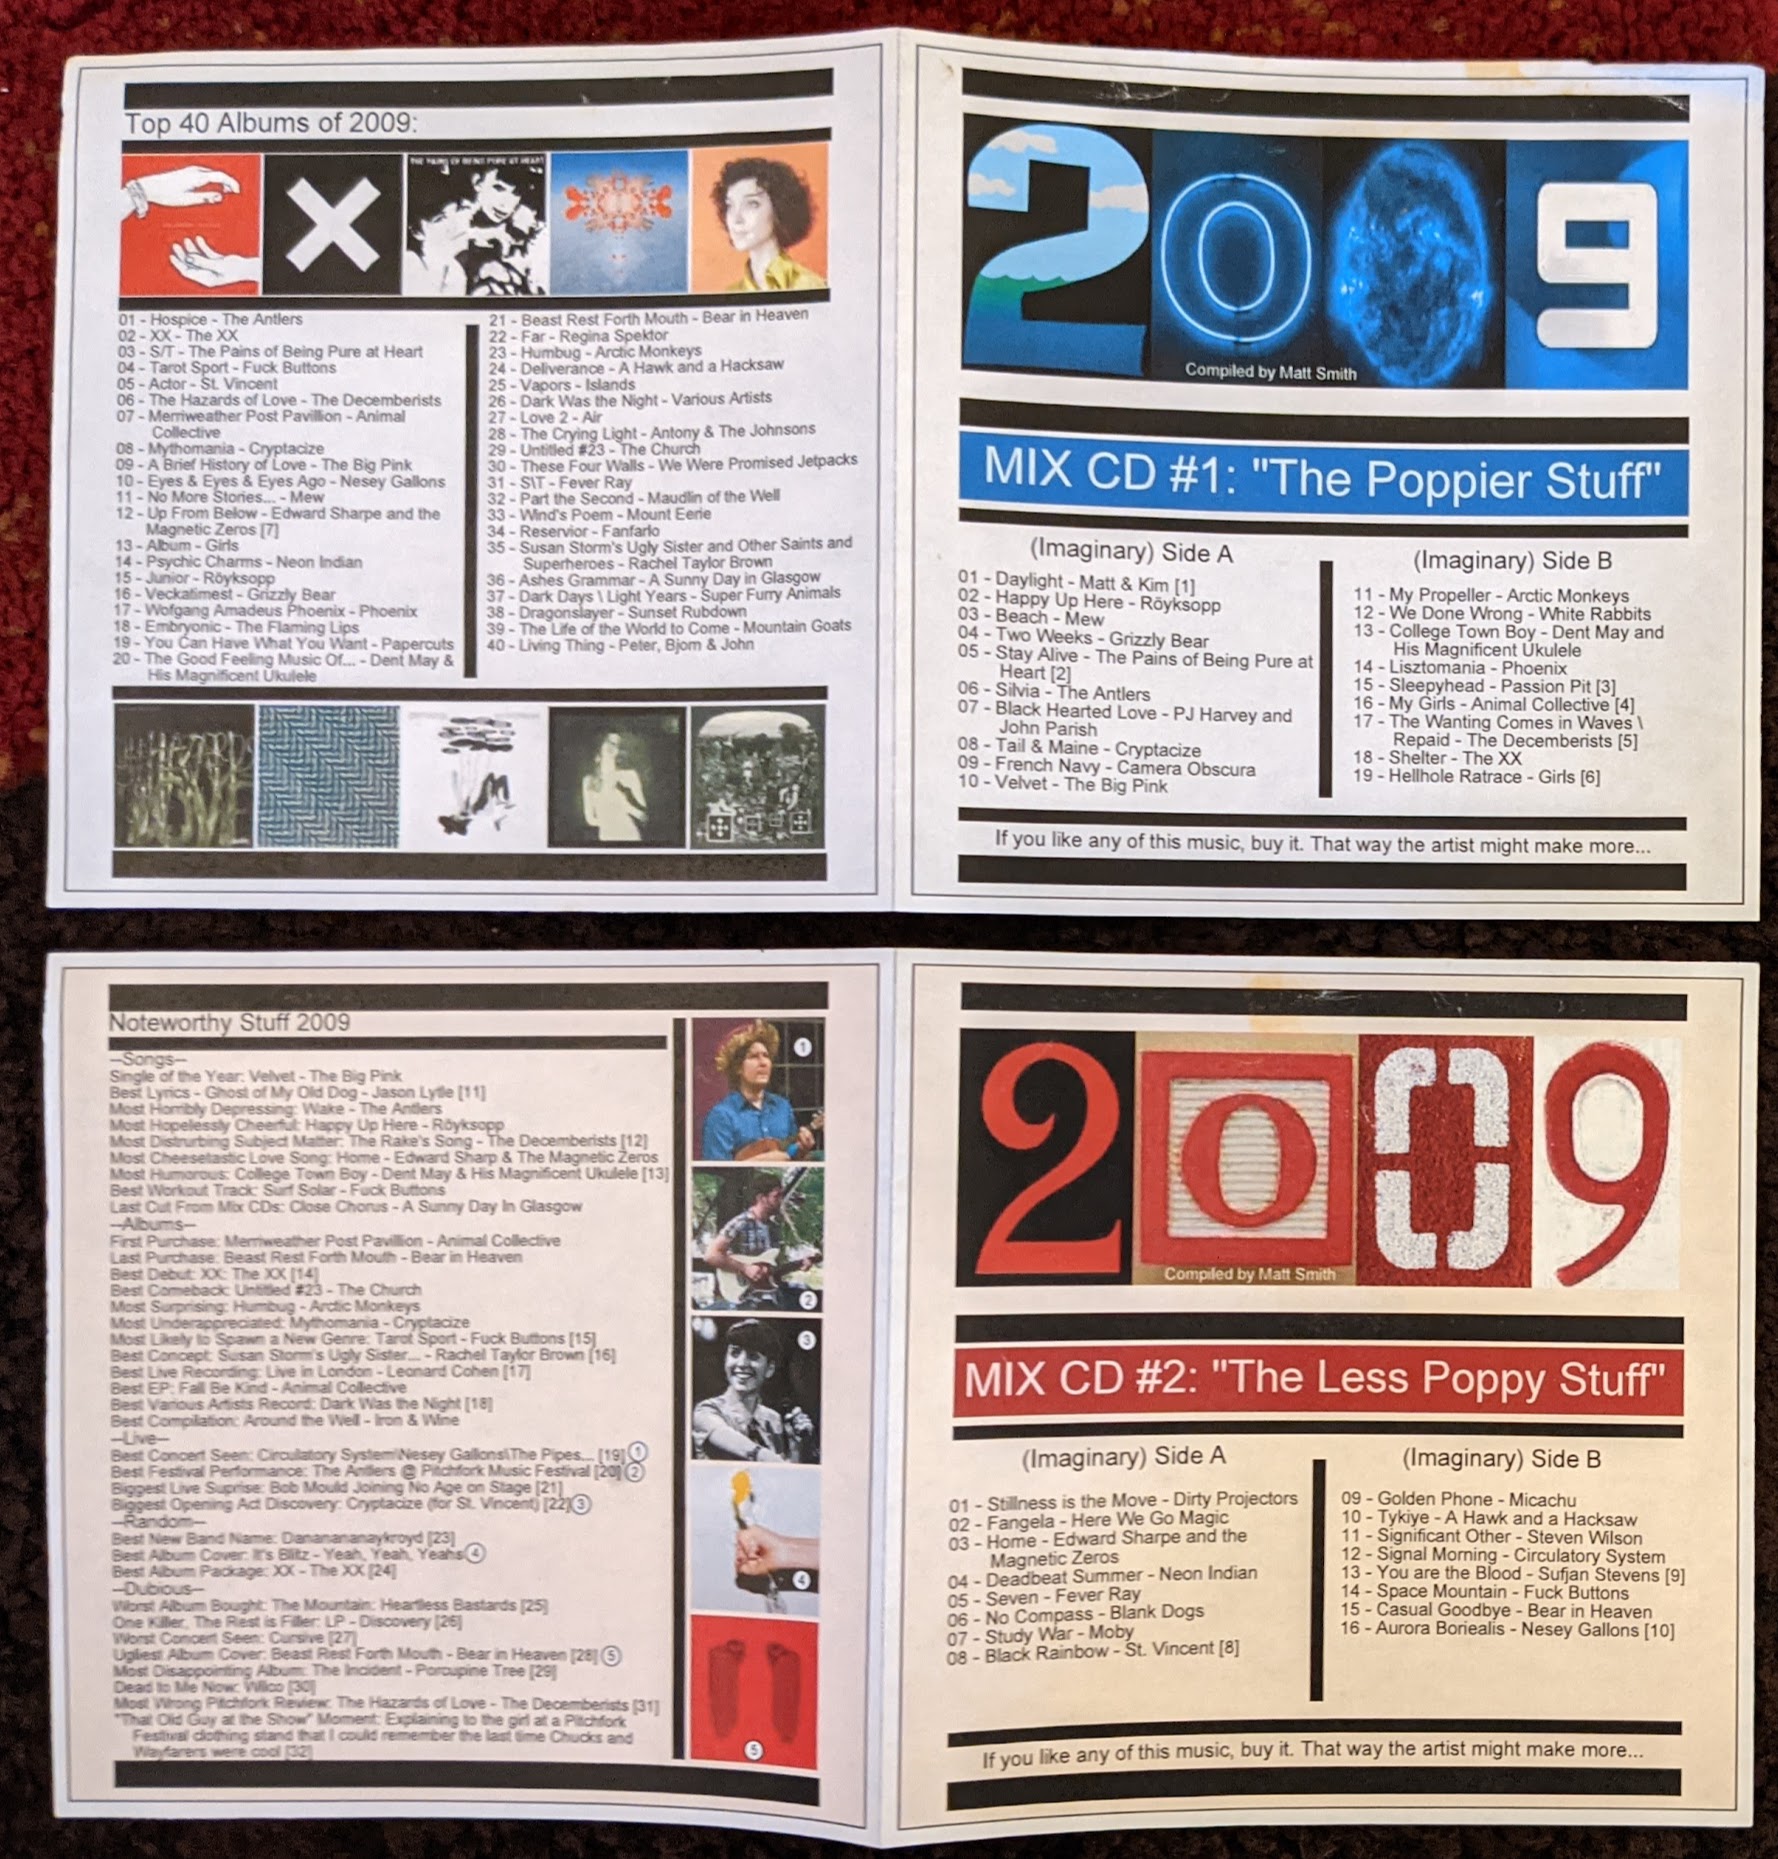 Top 40 Albums of 2009:
THE PAINS OF BEING PURE AT HEART
01 - Hospice - The Antlers
02 - XX - The XX
03 - S/T - The Pains of Being Pure at Heart
04 - Tarot Sport - Fuck Buttons
05 - Actor - St. Vincent
06 - The Hazards of Love - The Decemberists
07 - Merriweather Post Pavillion - Animal
Collective
08 - Mythomania - Cryptacize
09 - A Brief History of Love - The Big Pink
10 - Eyes & Eyes & Eyes Ago - Nesey Gallons
11 - No More Stories... - Mew
12 - Up From Below - Edward Sharpe and the
Magnetic Zeros [7]
13 - Album - Girls
14 - Psychic Charms - Neon Indian
15 - Junior - Röyksopp
16 - Veckatimest - Grizzly Bear
17 - Wofgang Amadeus Phoenix - Phoenix
18 - Embryonic - The Flaming Lips
19 - You Can Have What You Want - Papercuts
20 - The Good Feeling Music Of... - Dent May &
His Magnificent Ukulele
21 - Beast Rest Forth Mouth - Bear in Heaven
22 - Far - Regina Spektor
23 - Humbug - Arctic Monkeys
24 - Deliverance - A Hawk and a Hacksaw
25 - Vapors - Islands
26 - Dark Was the Night - Various Artists
27 - Love 2 - Air
28 - The Crying Light - Antony & The Johnsons
29 - Untitled #23 - The Church
30 - These Four Walls - We Were Promised Jetpacks
31 - S\T - Fever Ray
32 - Part the Second - Maudlin of the Well
33 - Wind's Poem - Mount Eerie
34 - Reservior - Fanfarlo
35 - Susan Storm's Ugly Sister and Other Saints and
Superheroes - Rachel Taylor Brown
36 - Ashes Grammar - A Sunny Day in Glasgow
37 - Dark Days \ Light Years - Super Furry Animals
38 - Dragonslayer - Sunset Rubdown
39 - The Life of the World to Come - Mountain Goats
40 - Living Thing - Peter, Bjorn & John
2009
Compiled by Matt Smith
MIX CD #1: "The Poppier Stuff"
(Imaginary) Side A
01 - Daylight - Matt & Kim [1]
02 - Happy Up Here - Röyksopp
03 - Beach - Mew
04 - Two Weeks - Grizzly Bear
05 - Stay Alive - The Pains of Being Pure at
Heart [2]
06 - Silvia - The Antlers
07 - Black Hearted Love - PJ Harvey and
John Parish
08 - Tail & Maine - Cryptacize
09 - French Navy - Camera Obscura
10 - Velvet - The Big Pink
(Imaginary) Side B
11 - My Propeller - Arctic Monkeys
12 - We Done Wrong - White Rabbits
13 - College Town Boy - Dent May and
His Magnificent Ukulele
14 - Lisztomania - Phoenix
15 - Sleepyhead - Passion Pit [3]
16 - My Girls - Animal Collective [4]
17 - The Wanting Comes in Waves \
Repaid - The Decemberists [5]
18 - Shelter - The XX
19 - Hellhole Ratrace - Girls [6]
If you like any of this music, buy it. That way the artist might make more...
Noteworthy Stuff 2009
--Songs--
Single of the Year: Velvet - The Big Pink
Best Lyrics - Ghost of My Old Dog - Jason Lytle [11]
Most Horribly Depressing: Wake - The Antlers
Most Hopelessly Cheerful: Happy Up Here - Röyksopp
Most Distrurbing Subject Matter: The Rake's Song - The Decemberists [12]
Most Cheesetastic Love Song: Home - Edward Sharp & The Magnetic Zeros
Most Humorous: College Town Boy - Dent May & His Magnificent Ukulele [13]
Best Workout Track: Surf Solar - Fuck Buttons
Last Cut From Mix CDs: Close Chorus - A Sunny Day In Glasgow
--Albums--
First Purchase: Merriweather Post Pavillion - Animal Collective
Last Purchase: Beast Rest Forth Mouth - Bear in Heaven
Best Debut: XX: The XX [14]
Best Comeback: Untitled #23 - The Church
Most Surprising: Humbug - Arctic Monkeys
Most Underappreciated: Mythomania - Cryptacize
Most Likely to Spawn a New Genre: Tarot Sport - Fuck Buttons [15]
Best Concept: Susan Storm's Ugly Sister... - Rachel Taylor Brown [16]
Best Live Recording: Live in London - Leonard Cohen [17]
Best EP: Fall Be Kind - Animal Collective
Best Various Artists Record: Dark Was the Night [18]
Best Compilation: Around the Well - Iron & Wine
--Live--
Best Concert Seen: Circulatory System\Nesey Gallons\The Pipes... [19] 1
Best Festival Performance: The Antlers @ Pitchfork Music Festival [20] 2
Biggest Live Suprise: Bob Mould Joining No Age on Stage [21]
Biggest Opening Act Discovery: Cryptacize (for St. Vincent) [22] 3
--Random--
Best New Band Name: Dananananaykroyd [23]
Best Album Cover: It's Blitz - Yeah, Yeah, Yeahs 4
Best Album Package: XX - The XX [24]
--Dubious--
Worst Album Bought: The Mountain: Heartless Bastards [25]
One Killer, The Rest is Filler: LP - Discovery [26]
Worst Concert Seen: Cursive [27]
Ugliest Album Cover: Beast Rest Forth Mouth - Bear in Heaven [28] 5
Most Disappointing Album: The Incident - Porcupine Tree [29]
Dead to Me Now: Wilco [30]
Most Wrong Pitchfork Review: The Hazards of Love - The Decemberists [31]
"That Old Guy at the Show" Moment: Explaining to the girl at a Pitchfork
Festival clothing stand that I could remember the last time Chucks and
Wayfarers were cool [32]
1
2
3
4
5
2009
Compiled by Matt Smith
MIX CD #2: "The Less Poppy Stuff"
(Imaginary) Side A
01 - Stillness is the Move - Dirty Projectors
02 - Fangela - Here We Go Magic
03 - Home - Edward Sharpe and the
Magnetic Zeros
04 - Deadbeat Summer - Neon Indian
05 - Seven - Fever Ray
06 - No Compass - Blank Dogs
07 - Study War - Moby
08 - Black Rainbow - St. Vincent [8]
(Imaginary) Side B
09 - Golden Phone - Micachu
10 - Tykiye - A Hawk and a Hacksaw
11 - Significant Other - Steven Wilson
12 - Signal Morning - Circulatory System
13 - You are the Blood - Sufjan Stevens [9]
14 - Space Mountain - Fuck Buttons
15 - Casual Goodbye - Bear in Heaven
16 - Aurora Boriealis - Nesey Gallons [10]
If you like any of this music, buy it. That way the artist might make more...